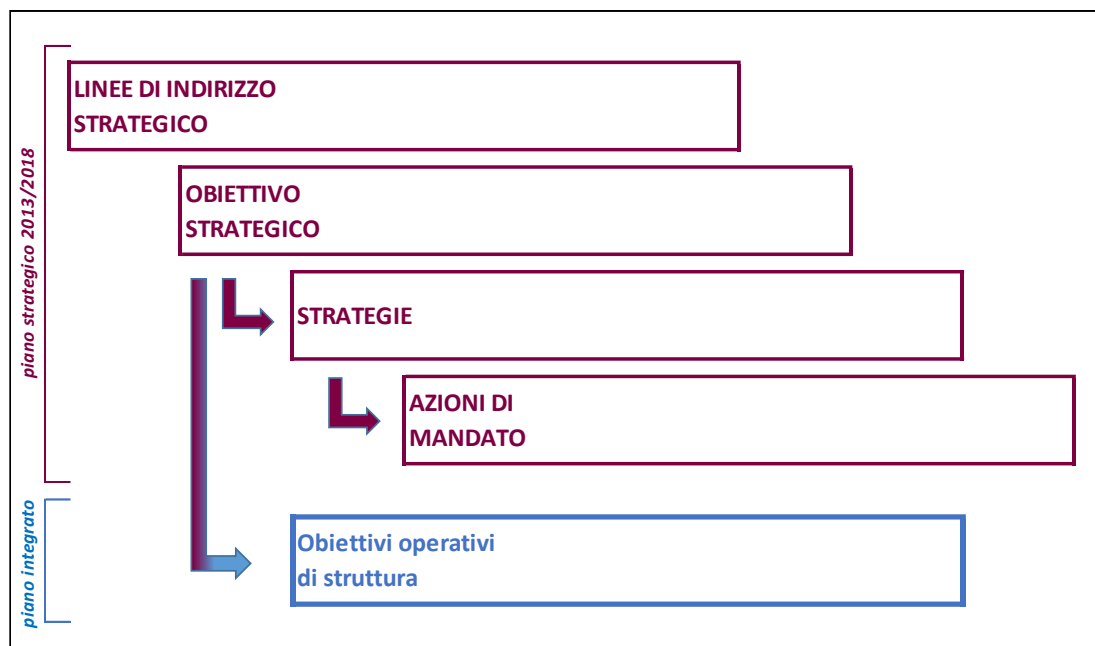 piano strategico 2013/2018
LINEE DI INDIRIZZO
STRATEGICO
OBIETTIVO
STRATEGICO
STRATEGIE
AZIONI DI
MANDATO
piano integrato
Obiettivi operativi
di struttura